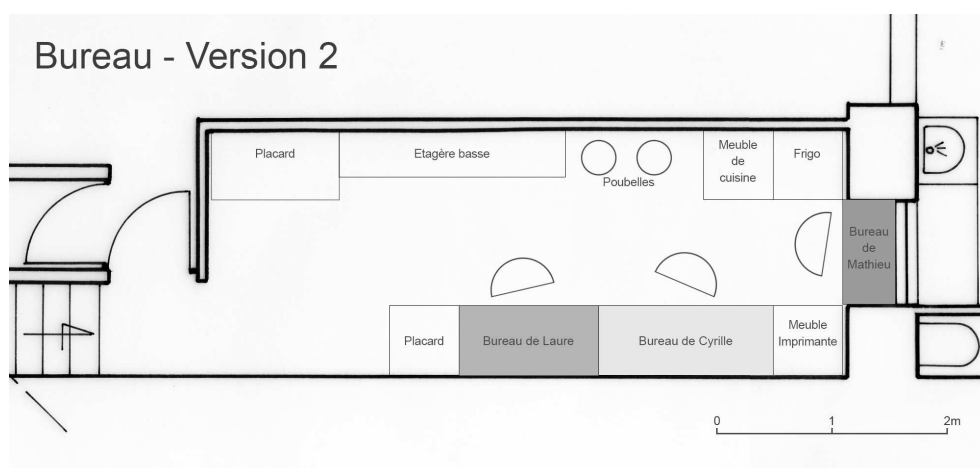 Bureau - Version 2
Placard
Etagère basse
Poubelles
Meuble
de
cuisine
Frigo
Bureau
de
Mathieu
Placard
Bureau de Laure
Bureau de Cyrille
Meuble
Imprimante
0
1
2m